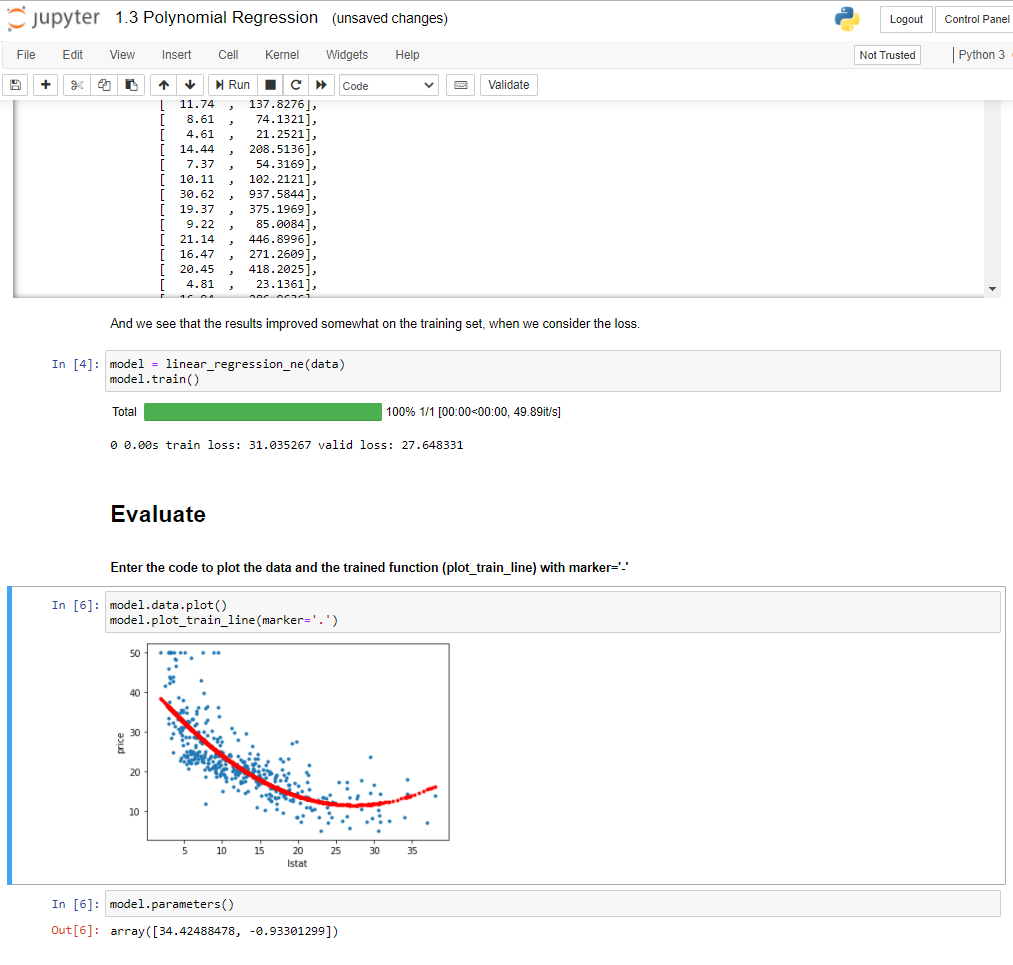 jupyter 1.3 Polynomial Regression (unsaved changes) Logout Control Panel
File Edit View Insert Cell Kernel Widgets Help Not Trusted Python 3
Run Code Validate
[ 11.74 , 137.8276],
[ 8.61 , 74.1321],
[ 4.61 , 21.2521],
[ 14.44 , 208.5136],
[ 7.37 , 54.3169],
[ 10.11 , 102.2121],
[ 30.62 , 937.5844],
[ 19.37 , 375.1969],
[ 9.22 , 85.0084],
[ 21.14 , 446.8996],
[ 16.47 , 271.2609],
[ 20.45 , 418.2025],
[ 4.81 , 23.1361],
And we see that the results improved somewhat on the training set, when we consider the loss.
In [4]: model = linear_regression_ne(data)
model.train()
Total 100% 1/1 [00:00<00:00, 49.89it/s]
0 0.00s train loss: 31.035267 valid loss: 27.648331
Evaluate
Enter the code to plot the data and the trained function (plot_train_line) with marker='-'
In [6]: model.data.plot()
model.plot_train_line(marker='.')
50
40
30
20
10
price
5 10 15 20 25 30 35
lstat
In [6]: model.parameters()
Out[6]: array([34.42488478, -0.93301299])